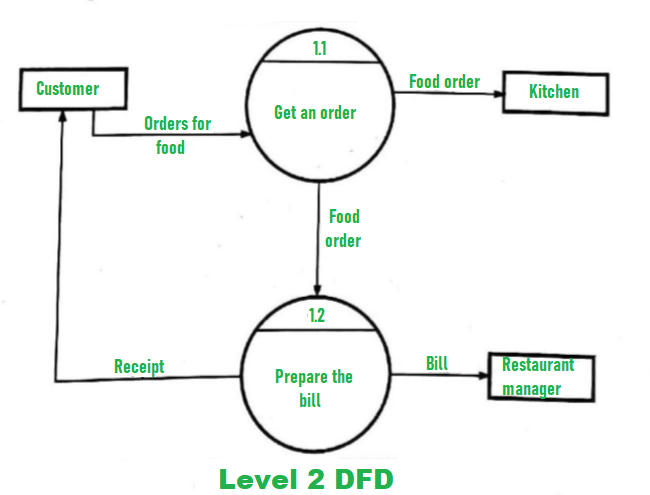 1.1
Customer
Food order
Kitchen
Get an order
Orders for
food
Food
order
1.2
Receipt
Prepare the
bill
Bill
Restaurant
manager
Level 2 DFD